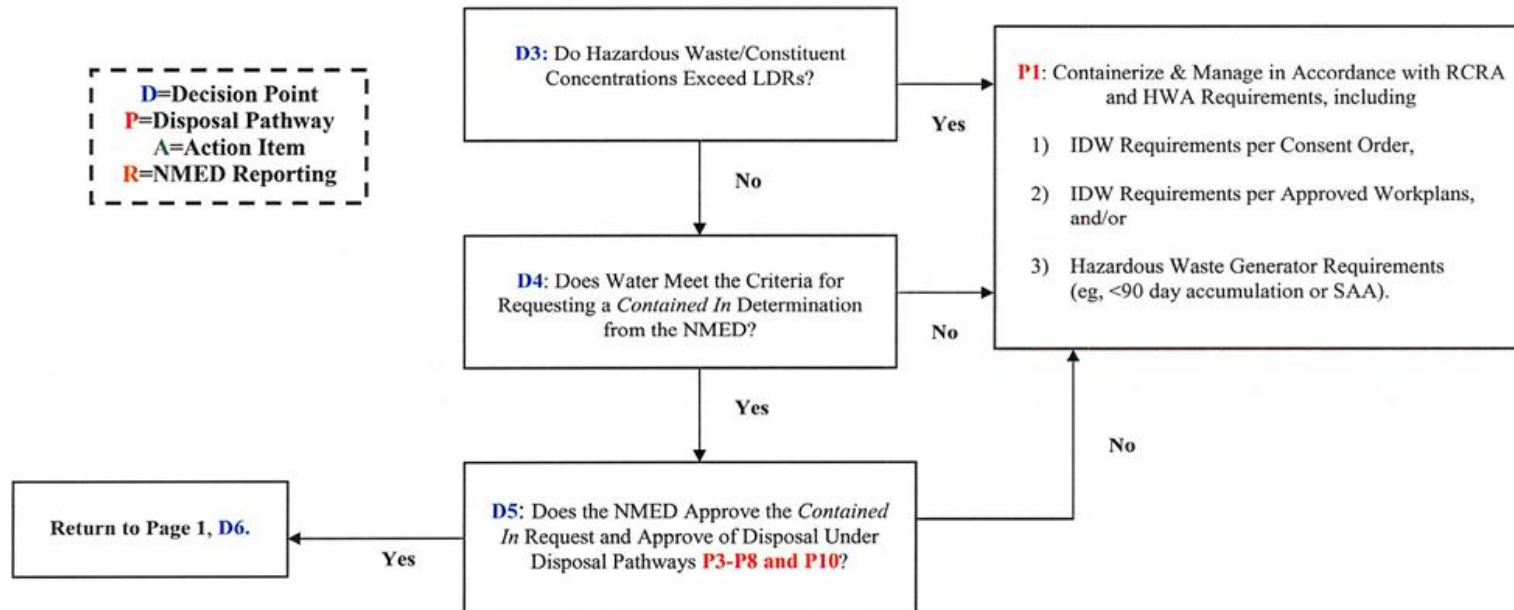 D=Decision Point
P=Disposal Pathway
A=Action Item
R=NMED Reporting
D3: Do Hazardous Waste/Constituent
Concentrations Exceed LDRs?
Yes
No
P1: Containerize & Manage in Accordance with RCRA
and HWA Requirements, including
1) IDW Requirements per Consent Order,
2) IDW Requirements per Approved Workplans,
and/or
3) Hazardous Waste Generator Requirements
(eg, <90 day accumulation or SAA).
D4: Does Water Meet the Criteria for
Requesting a Contained In Determination
from the NMED?
No
Yes
D5: Does the NMED Approve the Contained
In Request and Approve of Disposal Under
Disposal Pathways P3-P8 and P10?
No
Yes
Return to Page 1, D6.